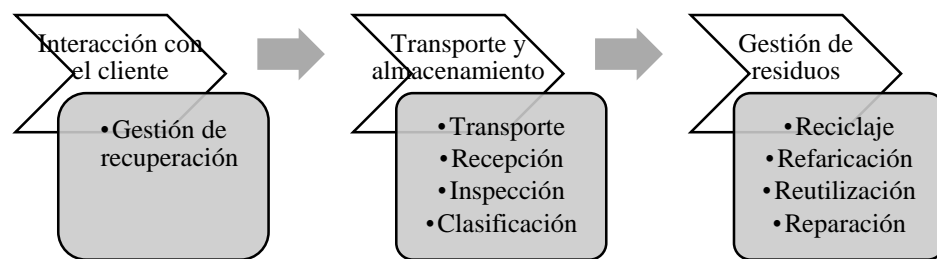 Interacción con
el cliente
• Gestión de
recuperación
Transporte y
almacenamiento
• Transporte
• Recepción
• Inspección
• Clasificación
Gestión de
residuos
• Reciclaje
• Refaricación
• Reutilización
• Reparación